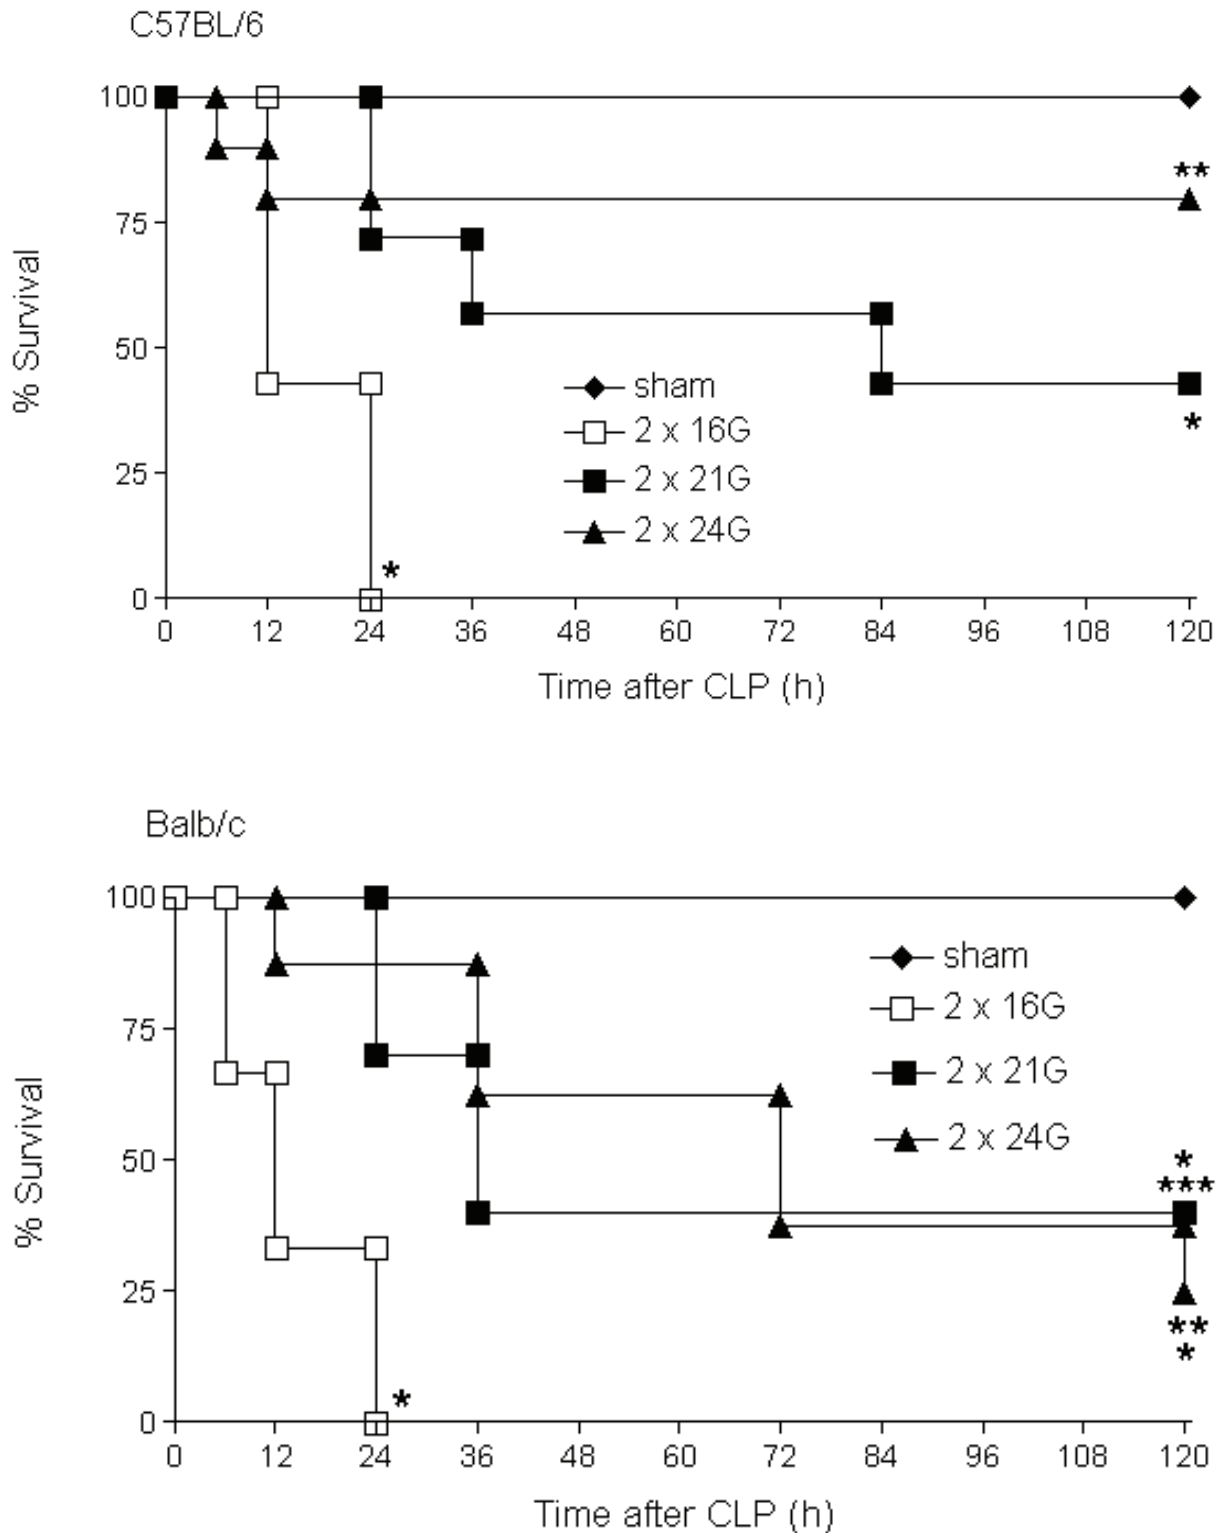 C57BL/6
100
**
75
% Survival
50
sham
2 x 16G
*
2 x 21G
25
2 x 24G
*
0
0 12 24 36 48 60 72 84 96 108 120
Time after CLP (h)
Balb/c
100
sham
2 x 16G
75
2 x 21G
% Survival
2 x 24G
50
*
***
25
**
*
*
0
0 12 24 36 48 60 72 84 96 108 120
Time after CLP (h)